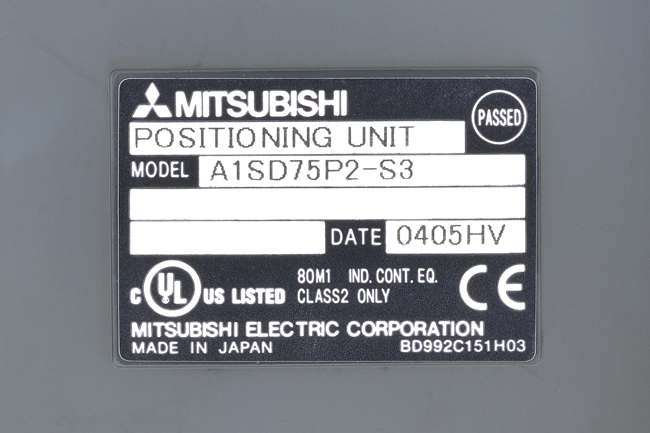 MITSUBISHI
PASSED
POSITIONING UNIT
MODEL A1SD75P2-S3
DATE 0405HV
C UL US LISTED
80M1 IND. CONT. EQ.
CLASS2 ONLY
CE
MITSUBISHI ELECTRIC CORPORATION
MADE IN JAPAN BD992C151H03